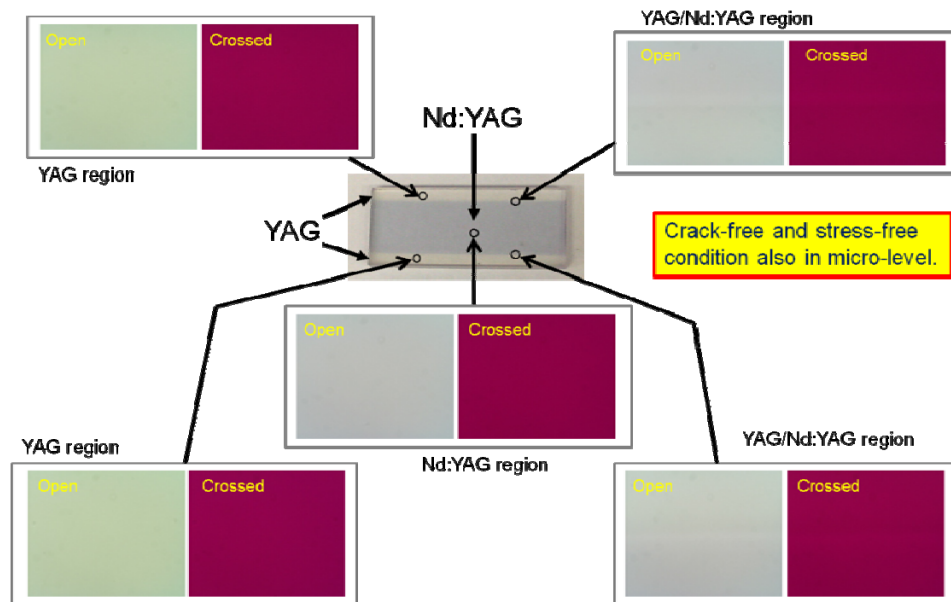 Open
Crossed
YAG region
YAG/Nd:YAG region
Open
Crossed
Nd:YAG
YAG
Crack-free and stress-free
condition also in micro-level.
Open
Crossed
Nd:YAG region
YAG region
Open
Crossed
YAG/Nd:YAG region
Open
Crossed